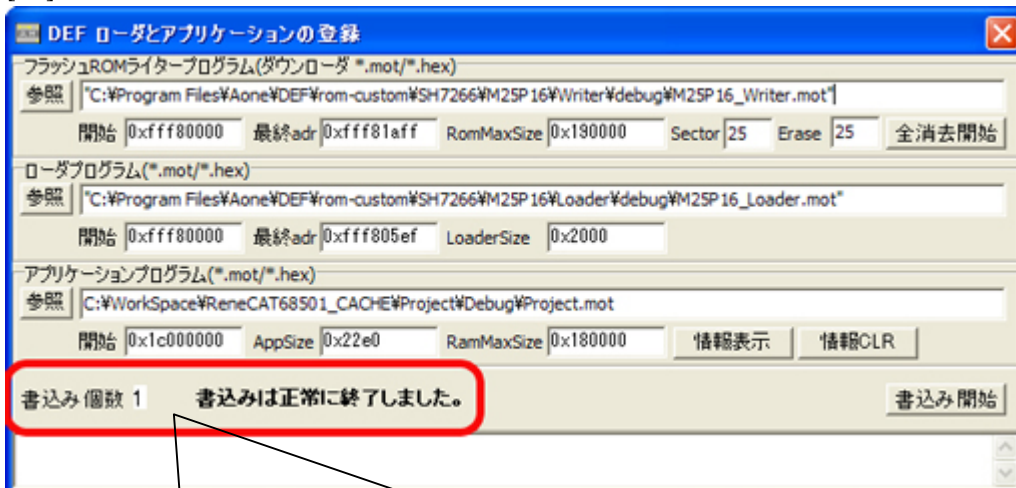 DEF ローダとアプリケーションの登録
フラッシュROMライタープログラム(ダウンローダ *.mot/*.hex)
参照 "C:¥Program Files¥Aone¥DEF¥rom-custom¥SH7266¥M25P16¥Writer¥debug¥M25P16_Writer.mot"
開始 0xfff80000 最終adr 0xfff81aff RomMaxSize 0x190000 Sector 25 Erase 25 全消去開始
ローダプログラム(*.mot/*.hex)
参照 "C:¥Program Files¥Aone¥DEF¥rom-custom¥SH7266¥M25P16¥Loader¥debug¥M25P16_Loader.mot"
開始 0xfff80000 最終adr 0xfff805ef LoaderSize 0x2000
アプリケーションプログラム(*.mot/*.hex)
参照 C:¥WorkSpace¥ReneCAT68501_CACHE¥Project¥Debug¥Project.mot
開始 0x1c000000 AppSize 0x22e0 RamMaxSize 0x180000 情報表示 情報CLR
書込み個数 1 書込みは正常に終了しました。 書込み開始